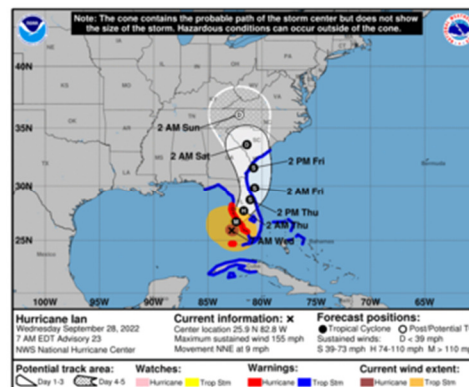 Note: The cone contains the probable path of the storm center but does not show
the size of the storm. Hazardous conditions can occur outside of the cone.
40N
35N
30N
25N
2 AM Sun
2 AM Sat
2 PM Fri
2 AM Fri
2 PM Thu
2 AM Thu
AM Wed
Bermuda
Mexico
Bahamas
100W 95W 90W 85W 80W 75W 70W 65W
Hurricane Ian
Wednesday September 28, 2022
7 AM EDT Advisory 23
NWS National Hurricane Center
Current information: ×
Center location 25.9 N 82.8 W
Maximum sustained wind 155 mph
Movement NNE at 9 mph
Forecast positions:
Tropical Cyclone Post/Potential T
Sustained winds: D < 39 mph
S 39-73 mph H 74-110 mph M > 110 m
Potential track area:
Day 1-3 Day 4-5
Watches:
Hurricane Trop Stm
Warnings:
Hurricane Trop Stm
Current wind extent:
Hurricane Trop Stm